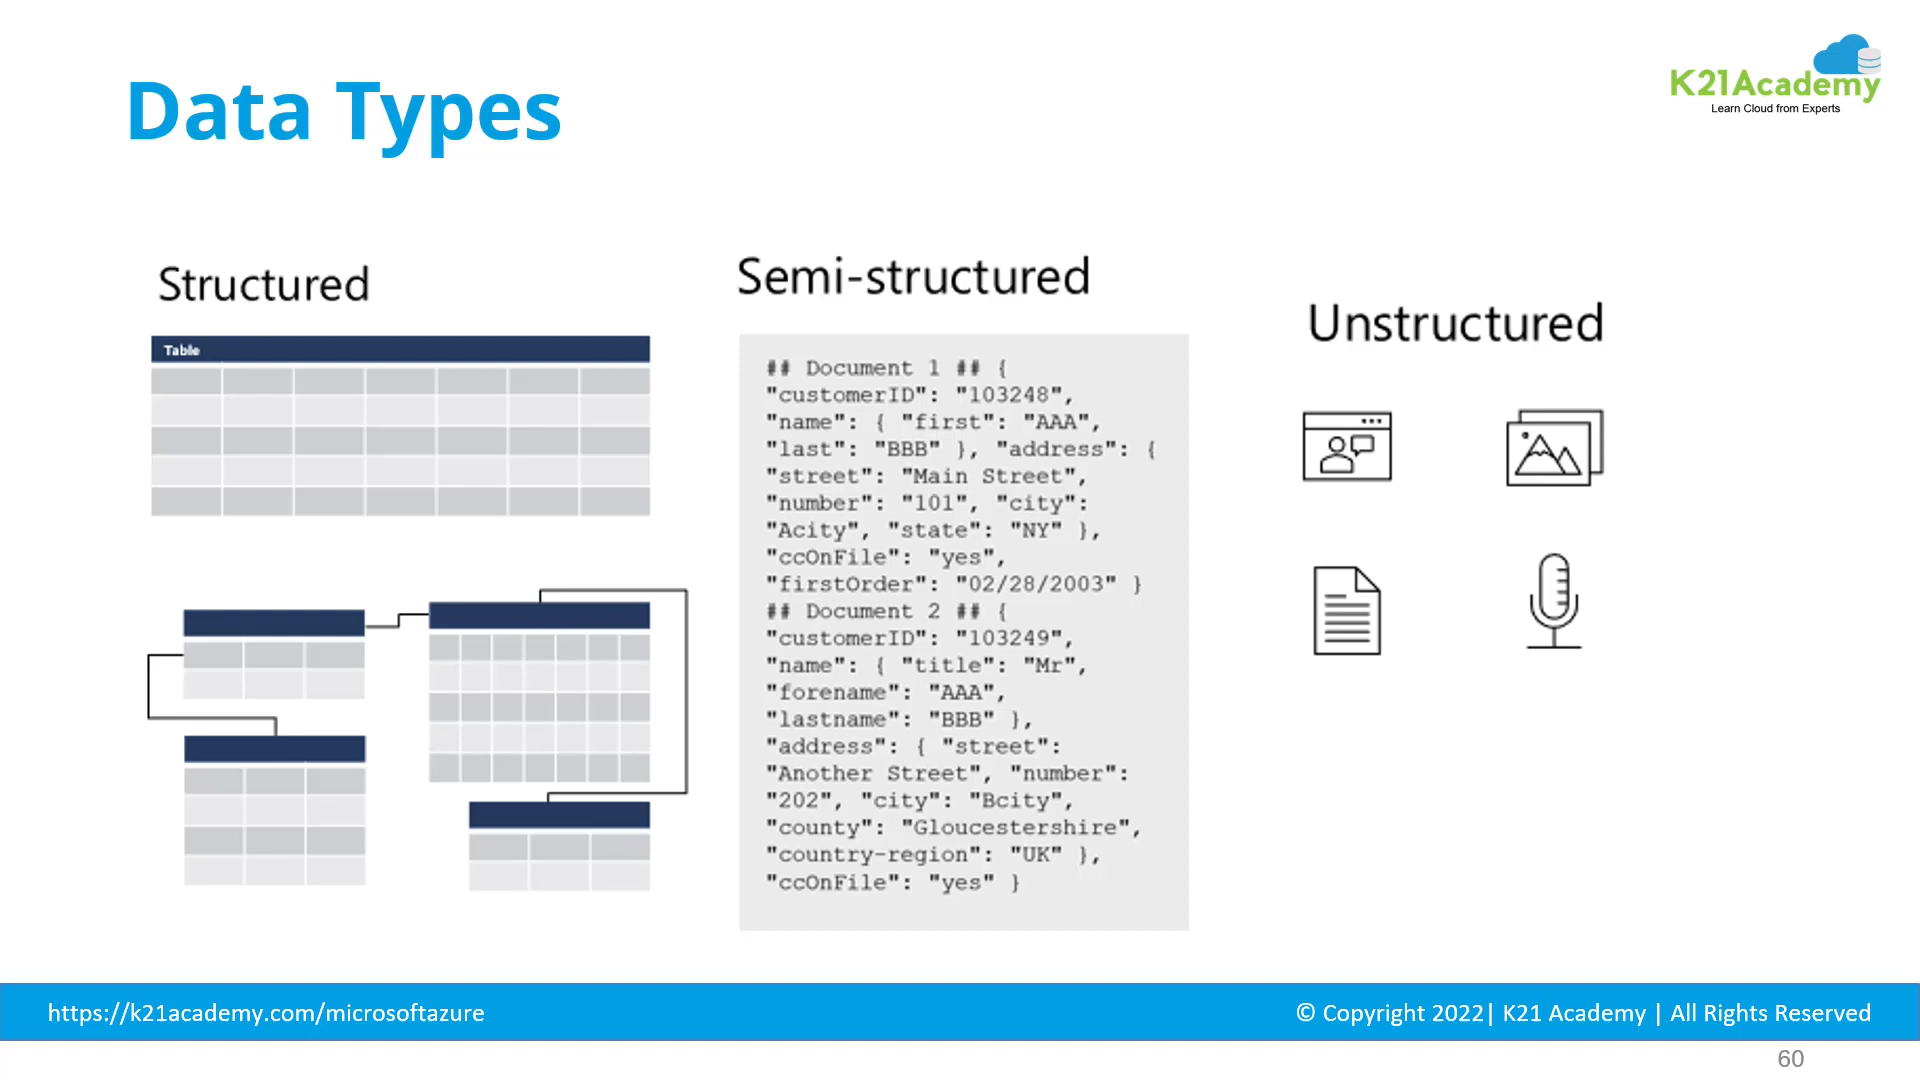 Data Types
K21Academy
Learn Cloud from Experts
Structured
Table
Semi-structured
## Document 1 ## {
"customerID": "103248",
"name": { "first": "AAA",
"last": "BBB" }, "address": {
"street": "Main Street",
"number": "101", "city":
"Acity", "state": "NY" },
"ccOnFile": "yes",
"firstOrder": "02/28/2003" }
## Document 2 ## {
"customerID": "103249",
"name": { "title": "Mr",
"forename": "AAA",
"lastname": "BBB" },
"address": { "street":
"Another Street", "number":
"202", "city": "Bcity",
"county": "Gloucestershire",
"country-region": "UK" },
"ccOnFile": "yes" }
Unstructured
https://k21academy.com/microsoftazure
© Copyright 2022| K21 Academy | All Rights Reserved
60